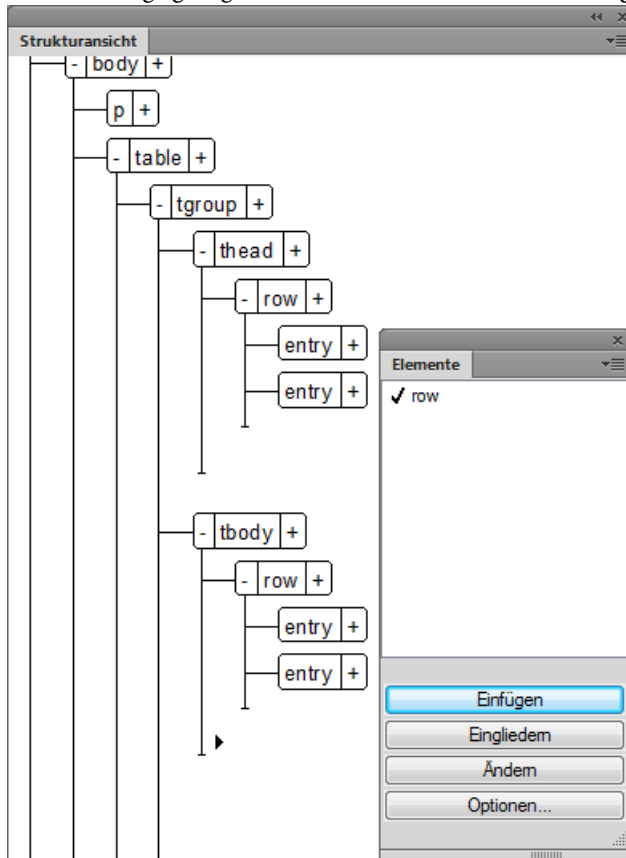 Strukturansicht
- body +
p +
- table +
- tgroup +
- thead +
- row +
entry +
entry +
- tbody +
- row +
entry +
entry +
Elemente
✓ row
Einfügen
Eingliedern
Ändern
Optionen...